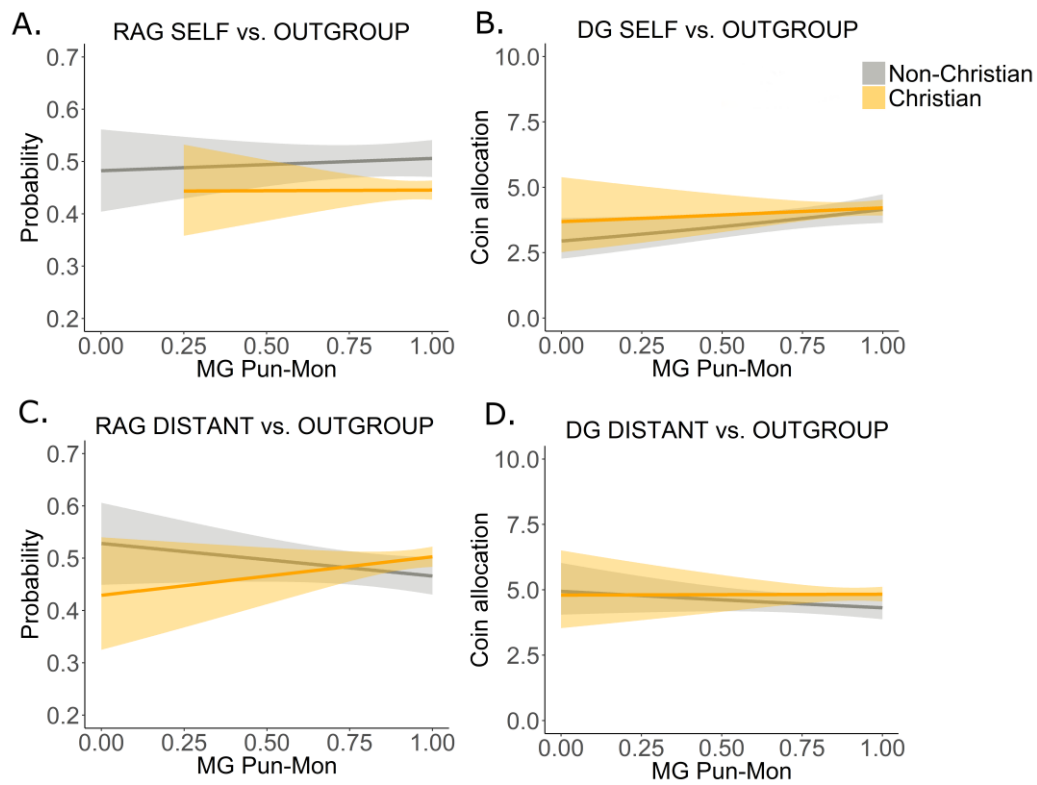 A.
RAG SELF vs. OUTGROUP
0.7
0.6
0.5
0.4
0.3
0.2
Probability
0.00 0.25 0.50 0.75 1.00
MG Pun-Mon
B.
DG SELF vs. OUTGROUP
10.0
7.5
5.0
2.5
0.0
Coin allocation
0.00 0.25 0.50 0.75 1.00
MG Pun-Mon
Non-Christian
Christian
C.
RAG DISTANT vs. OUTGROUP
0.7
0.6
0.5
0.4
0.3
0.2
Probability
0.00 0.25 0.50 0.75 1.00
MG Pun-Mon
D.
DG DISTANT vs. OUTGROUP
10.0
7.5
5.0
2.5
0.0
Coin allocation
0.00 0.25 0.50 0.75 1.00
MG Pun-Mon